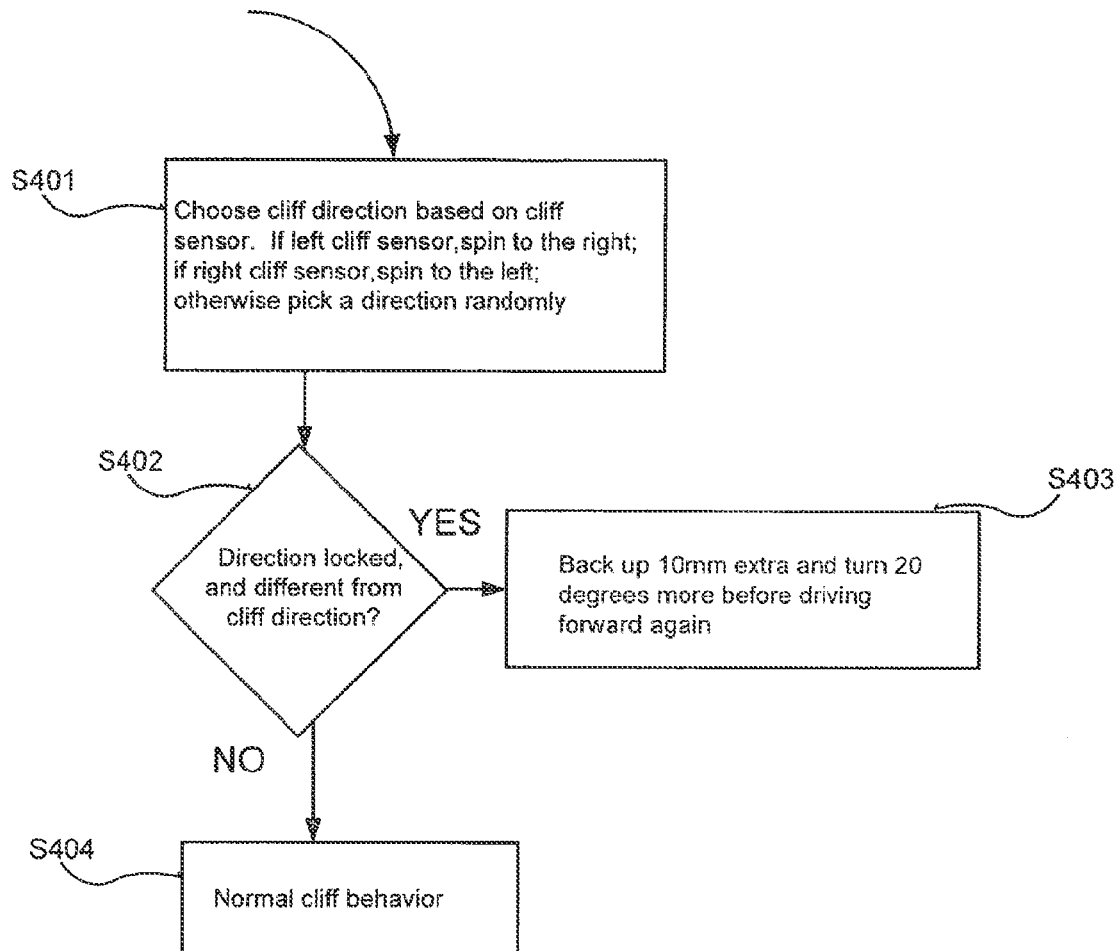 S401
Choose cliff direction based on cliff
sensor. If left cliff sensor,spin to the right;
if right cliff sensor,spin to the left;
otherwise pick a direction randomly
S402
Direction locked,
and different from
cliff direction?
YES
S403
Back up 10mm extra and turn 20
degrees more before driving
forward again
NO
S404
Normal cliff behavior